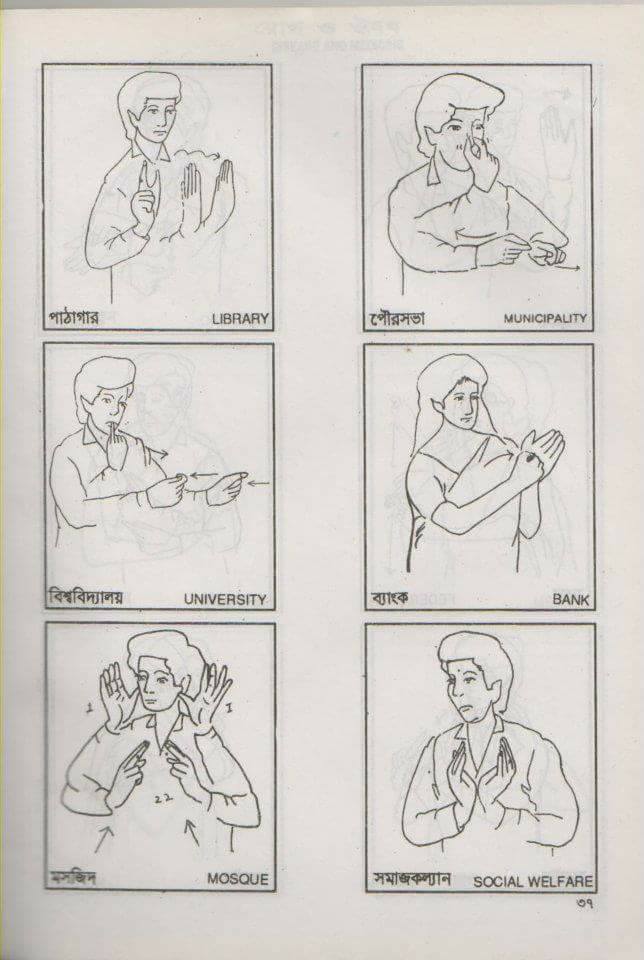 পাঠাগার LIBRARY
পৌরসভা MUNICIPALITY
বিশ্ববিদ্যালয় UNIVERSITY
ব্যাংক BANK
1 1
2 2
মসজিদ MOSQUE
সমাজকল্যান SOCIAL WELFARE
৩৭